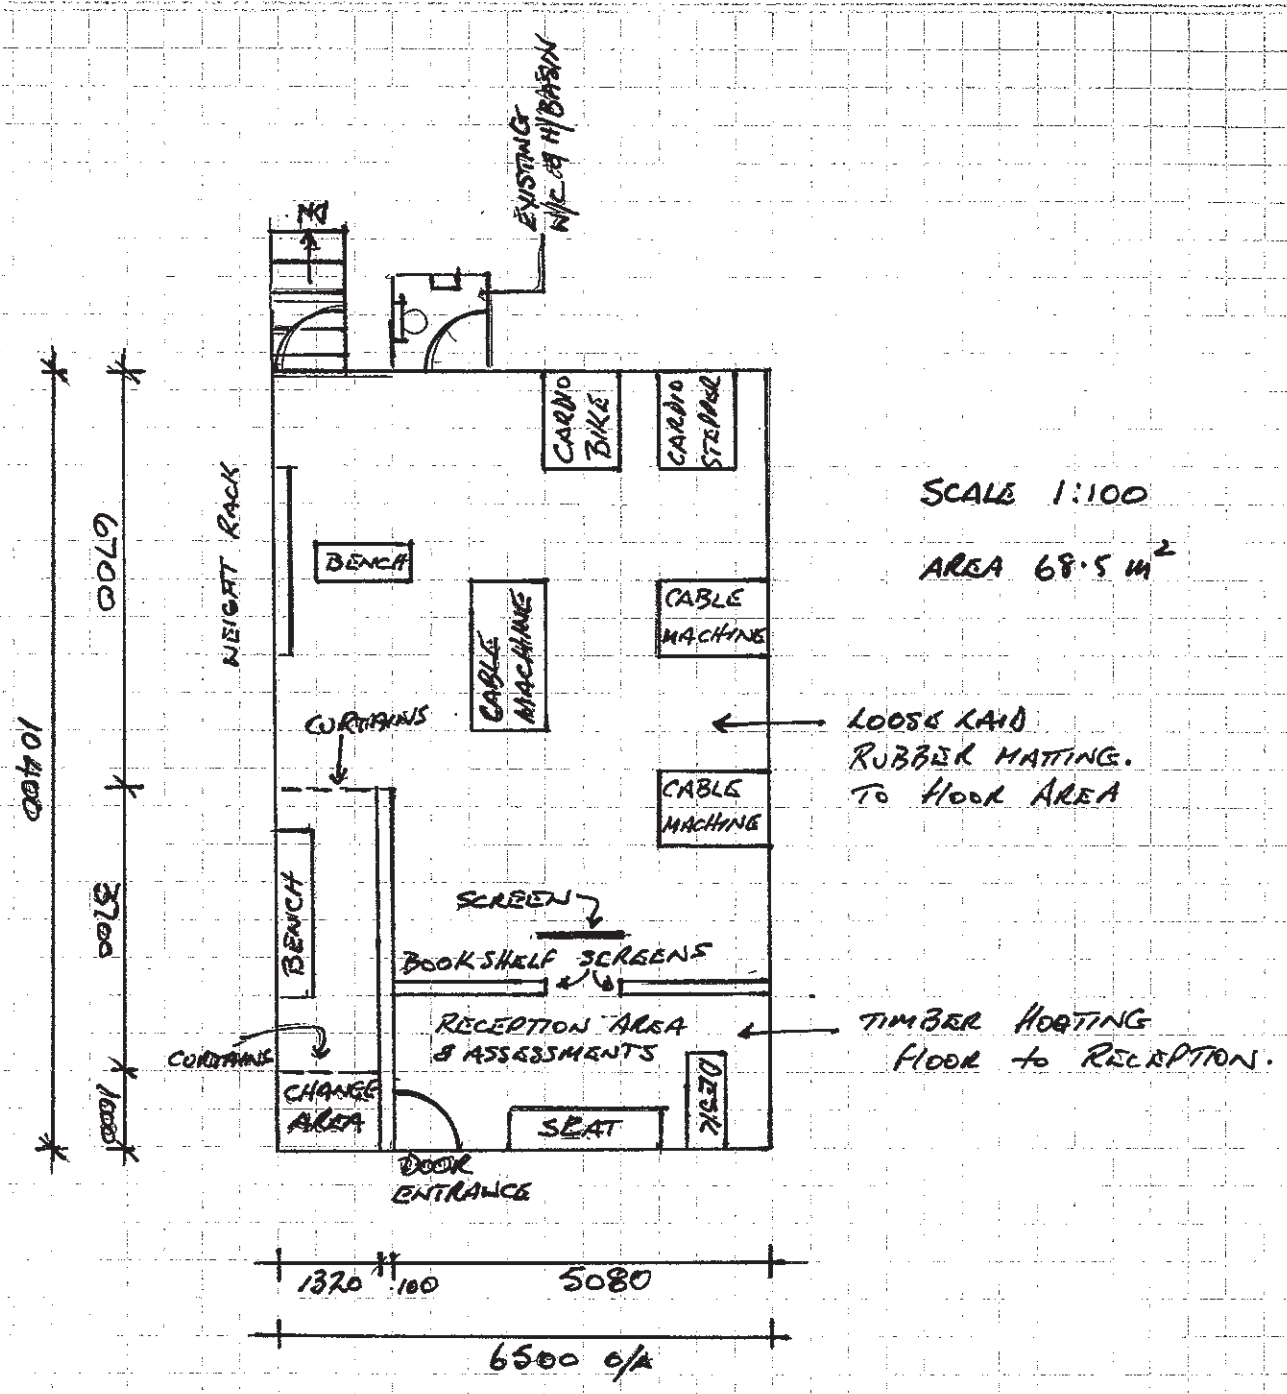 EXISTING
W/C & H/BASIN
CARDIO
BIKE
CARDIO
STEPPER
WEIGHT RACK
BENCH
CABLE
MACHINE
CABLE
MACHINE
SCALE 1:100
AREA 68.5 m²
6700
10400
CURTAINS
LOOSE LAID
RUBBER MATTING.
TO FLOOR AREA
CABLE
MACHINE
3700
BENCH
SCREEN
BOOKSHELF SCREENS
RECEPTION AREA
& ASSESSMENTS
TIMBER FLOATING
FLOOR to RECEPTION.
CURTAINS
1000
CHANGE
AREA
SEAT
DESK
DOOR
ENTRANCE
1320 100 5080
6500 O/A